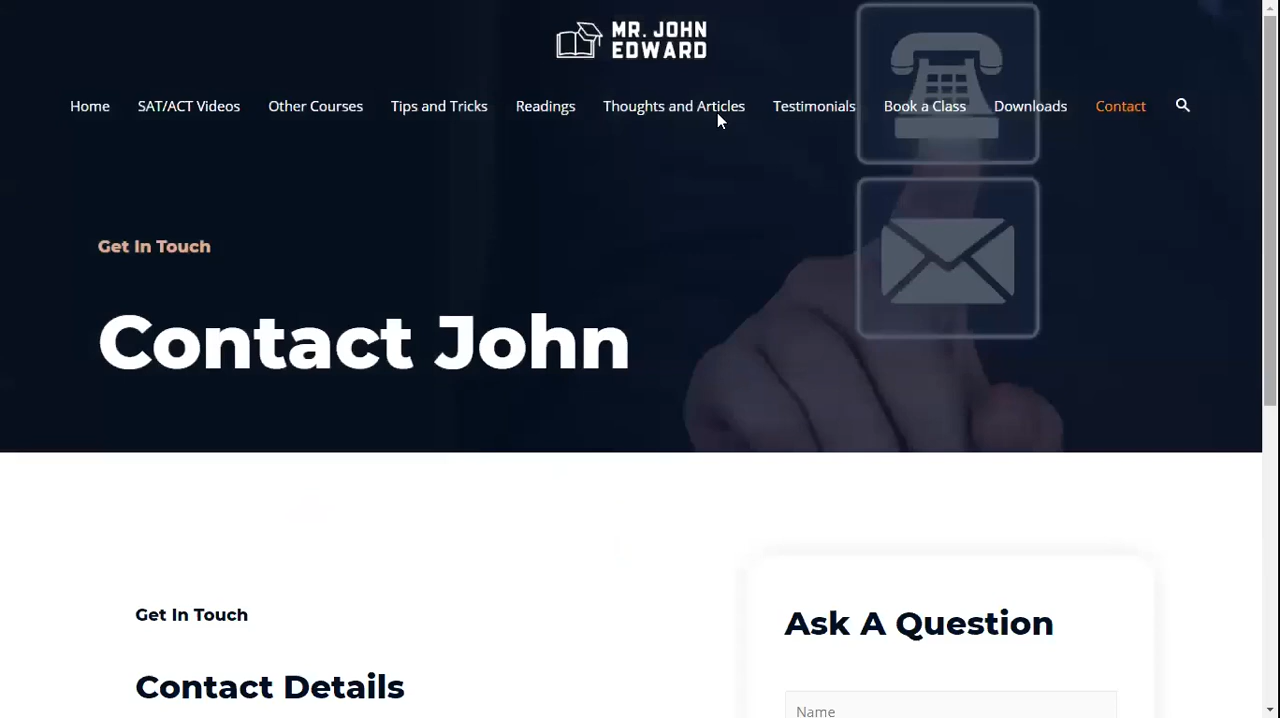 MR. JOHN
EDWARD
Home SAT/ACT Videos Other Courses Tips and Tricks Readings Thoughts and Articles Testimonials Book a Class Downloads Contact
Get In Touch
Contact John
Get In Touch
Contact Details
Ask A Question
Name